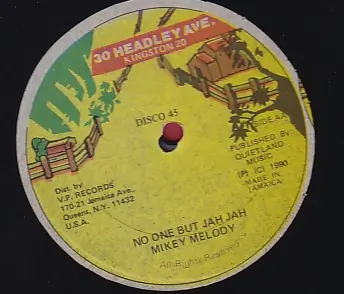 30 HEADLEY AVE.
KINGSTON 20
DISCO 45
SIDE AA
PUBLISHED BY
QUIETLAND
MUSIC
(P) (C) 1990
MADE IN
JAMAICA.
Dist. by
V.P. RECORDS
170-21 Jamaica Ave.,
Queens, N.Y. 11432
U.S.A.
NO ONE BUT JAH JAH
MIKEY MELODY
All Rights Reserved